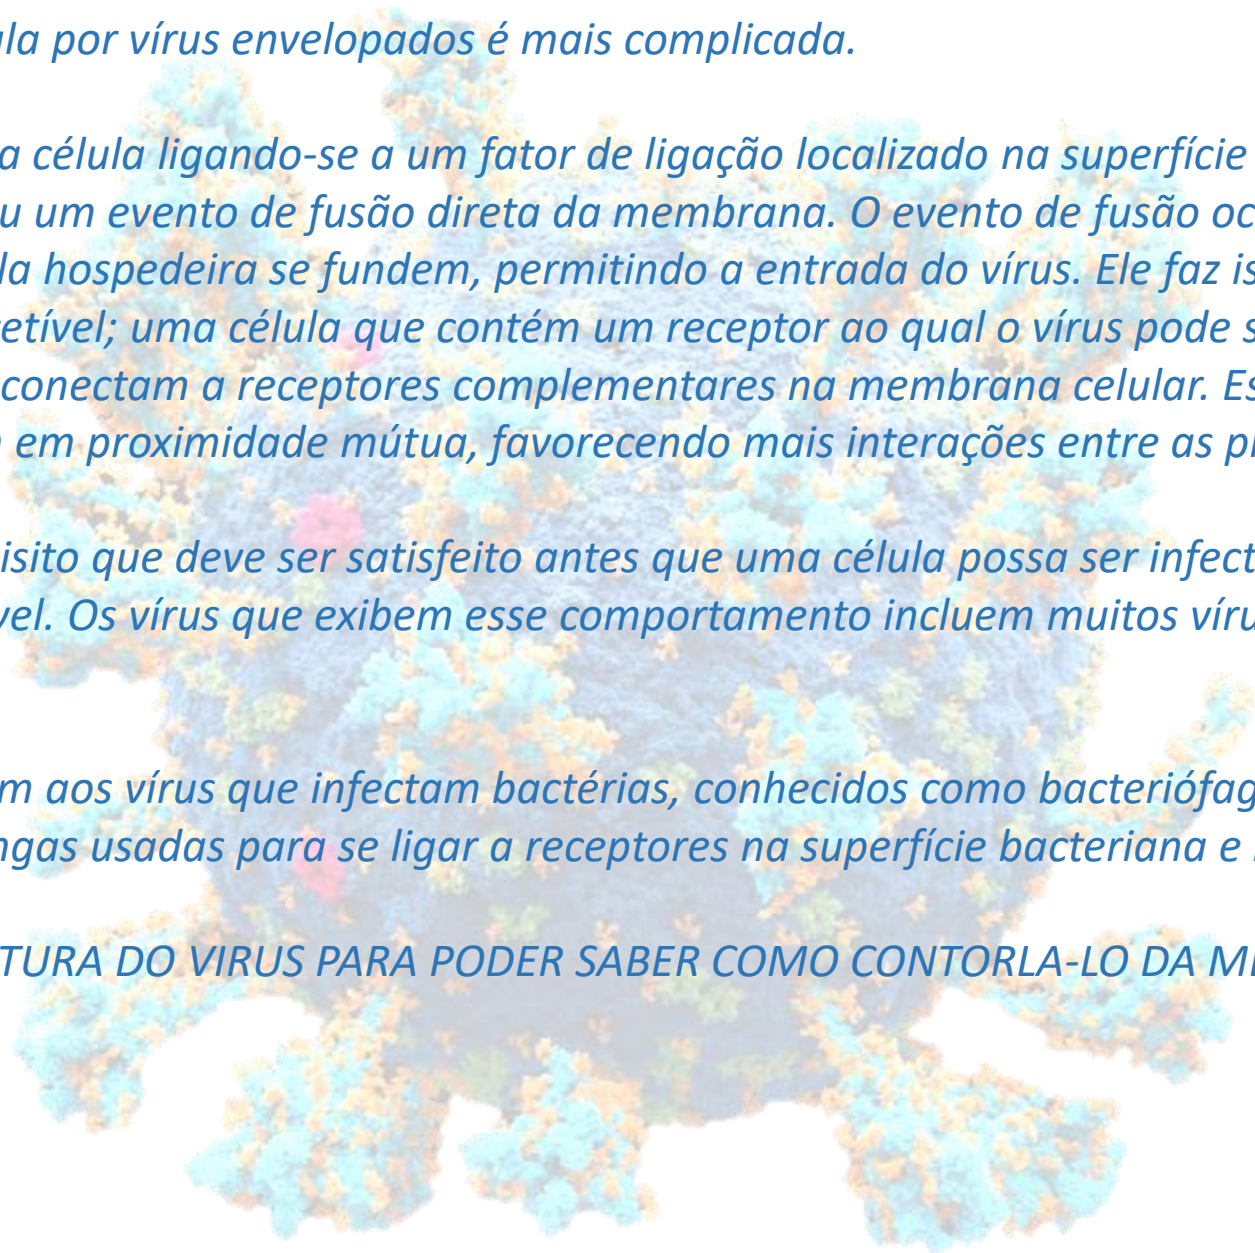 ula por vírus envelopados é mais complicada.
a célula ligando-se a um fator de ligação localizado na superfície
u um evento de fusão direta da membrana. O evento de fusão oc
la hospedeira se fundem, permitindo a entrada do vírus. Ele faz is
cetível; uma célula que contém um receptor ao qual o vírus pode s
conectam a receptores complementares na membrana celular. Es
em proximidade mútua, favorecendo mais interações entre as pr
isito que deve ser satisfeito antes que uma célula possa ser infect
vel. Os vírus que exibem esse comportamento incluem muitos víru
m aos vírus que infectam bactérias, conhecidos como bacteriófag
ngas usadas para se ligar a receptores na superfície bacteriana e
TURA DO VIRUS PARA PODER SABER COMO CONTORLA-LO DA ME